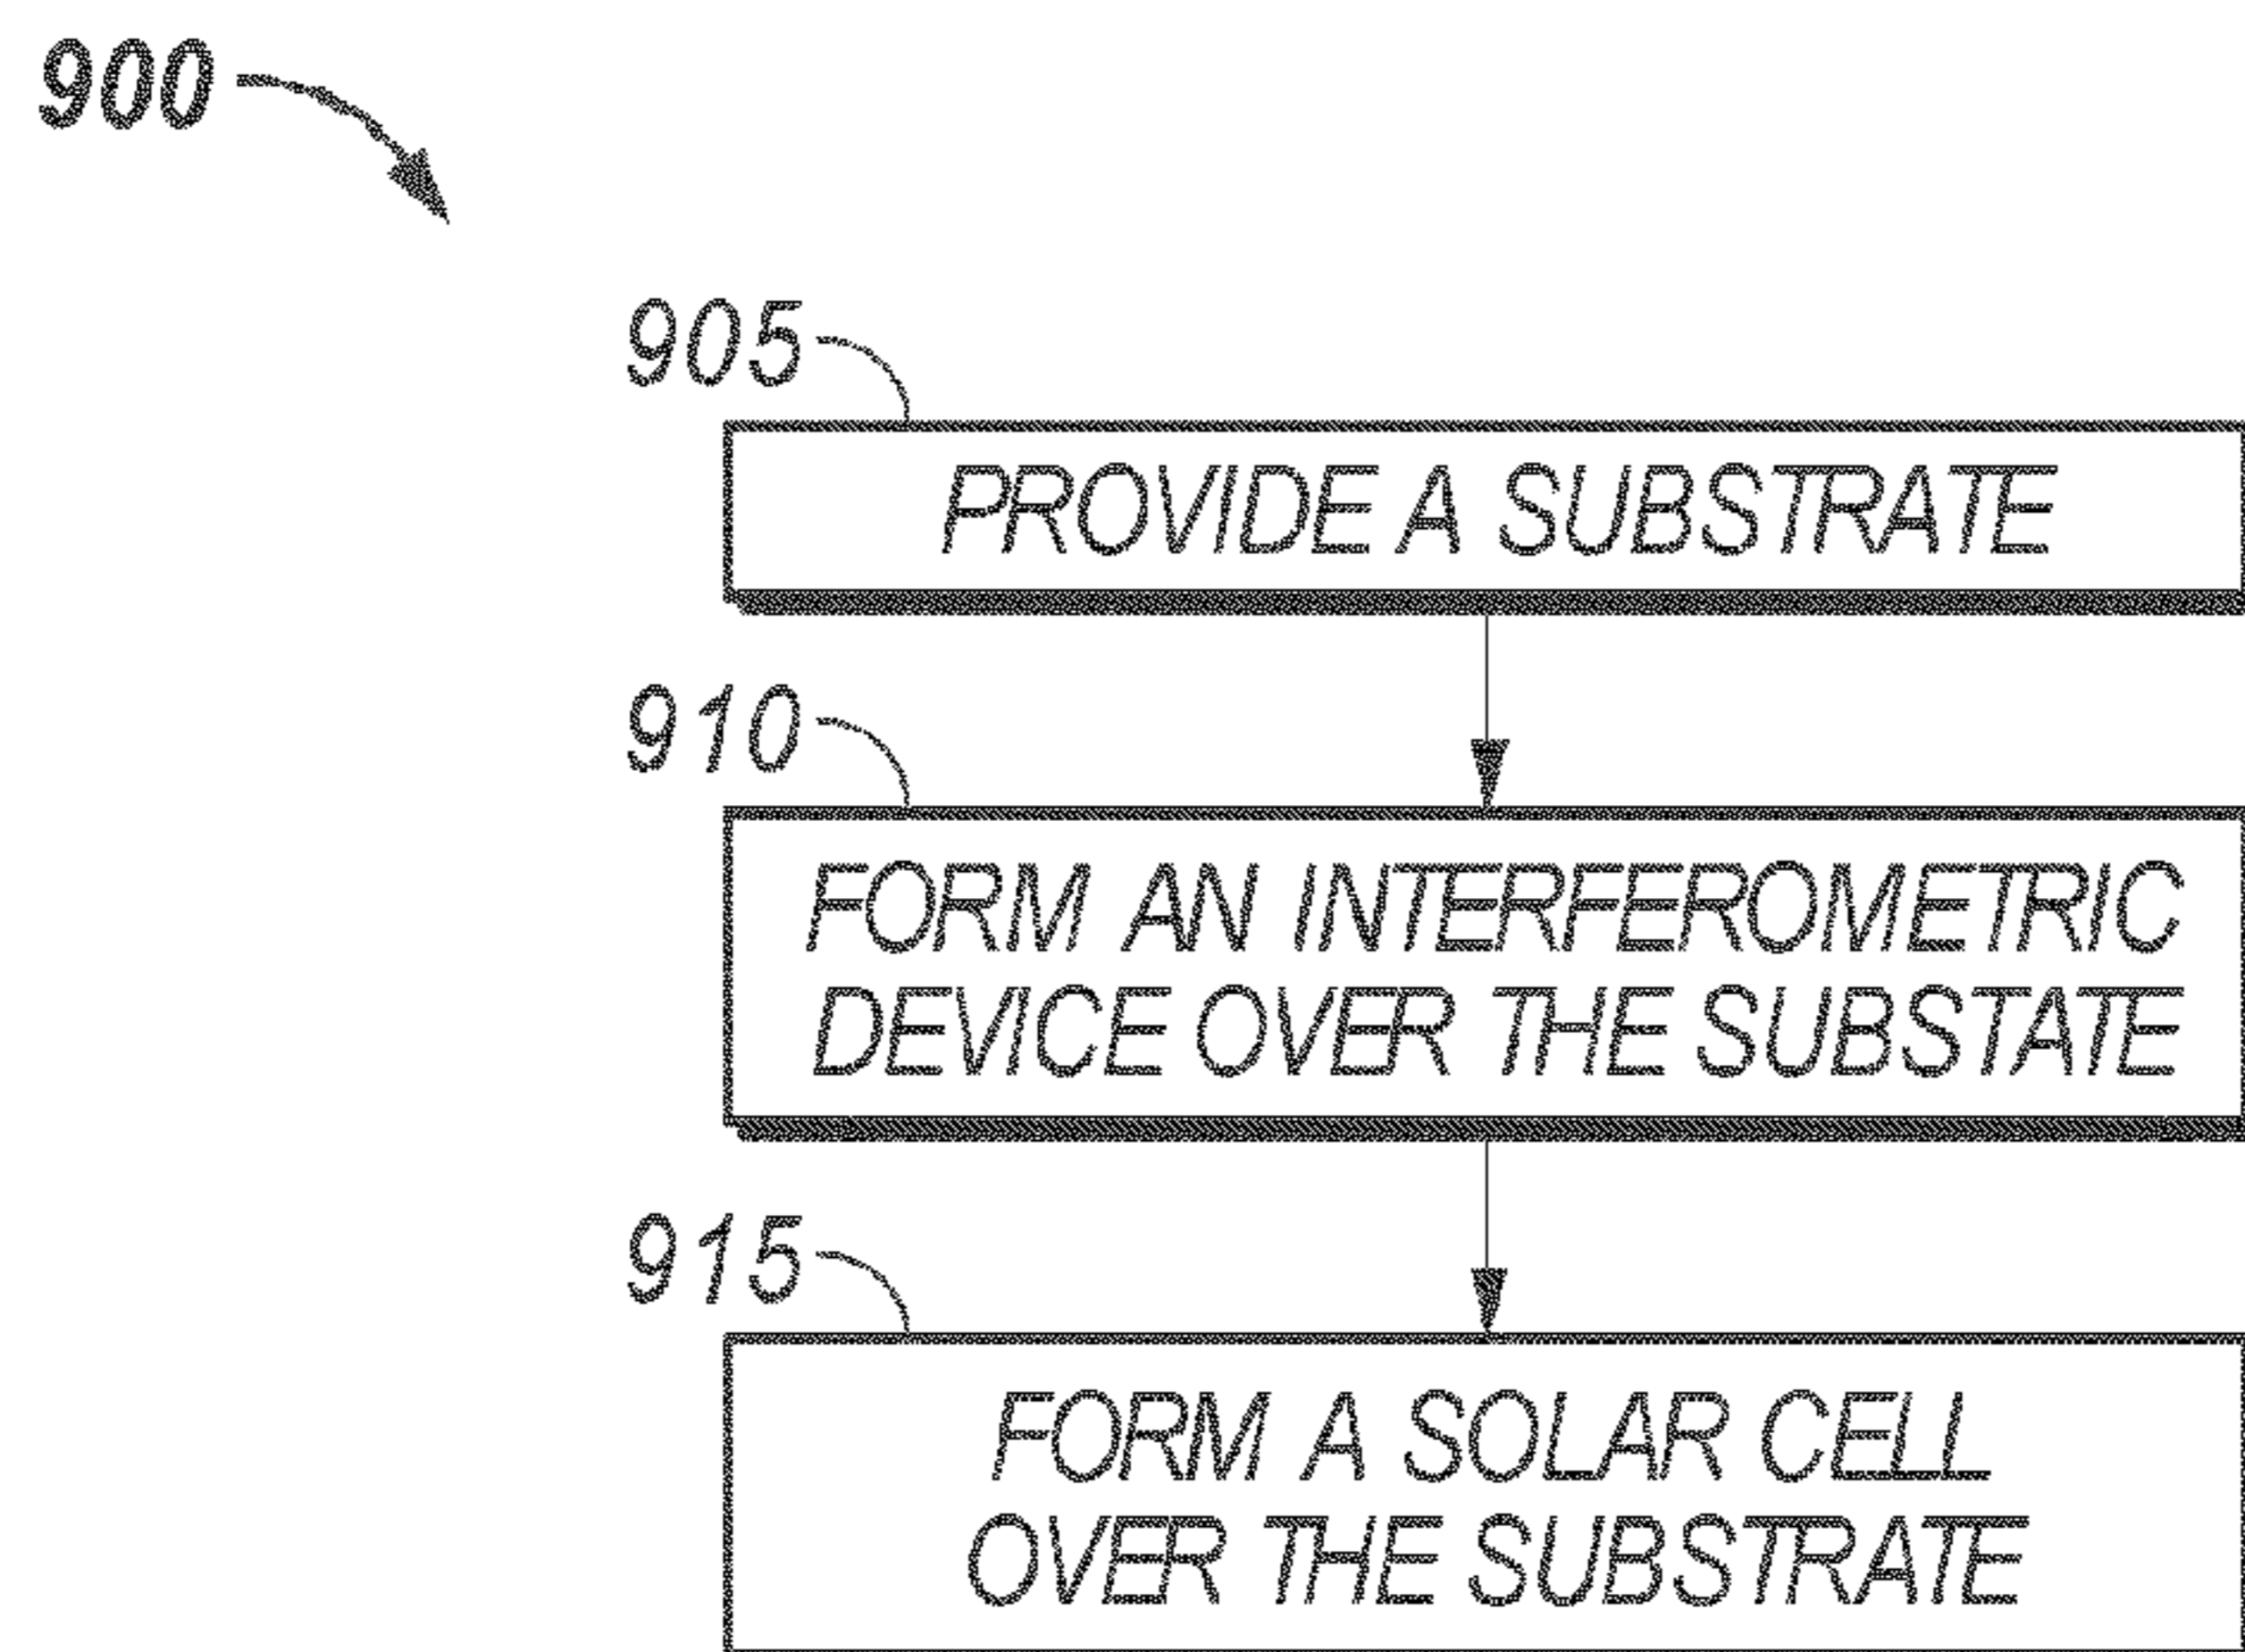 900
905
PROVIDE A SUBSTRATE
910
FORM AN INTERFEROMETRIC
DEVICE OVER THE SUBSTATE
915
FORM A SOLAR CELL
OVER THE SUBSTRATE